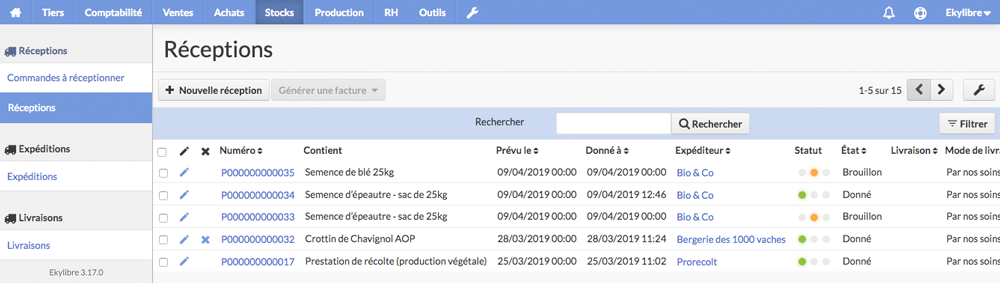 Tiers Comptabilité Ventes Achats Stocks Production RH Outils Ekylibre
Réceptions
Commandes à réceptionner
Réceptions
Expéditions
Expéditions
Livraisons
Livraisons
Ekylibre 3.17.0
Réceptions
Nouvelle réception Générer une facture 1-5 sur 15
Rechercher Rechercher Filtrer
Numéro Contient Prévu le Donné à Expéditeur Statut État Livraison Mode de livra
P000000000035 Semence de blé 25kg 09/04/2019 00:00 09/04/2019 00:00 Bio & Co Brouillon Par nos soins
P000000000034 Semence d'épeautre - sac de 25kg 09/04/2019 00:00 09/04/2019 12:46 Bio & Co Donné Par nos soins
P000000000033 Semence d'épeautre - sac de 25kg 09/04/2019 00:00 09/04/2019 00:00 Bio & Co Brouillon Par nos soins
P000000000032 Crottin de Chavignol AOP 28/03/2019 00:00 28/03/2019 11:24 Bergerie des 1000 vaches Donné Par nos soins
P000000000017 Prestation de récolte (production végétale) 25/03/2019 00:00 25/03/2019 11:02 Prorecolt Donné Par nos soins